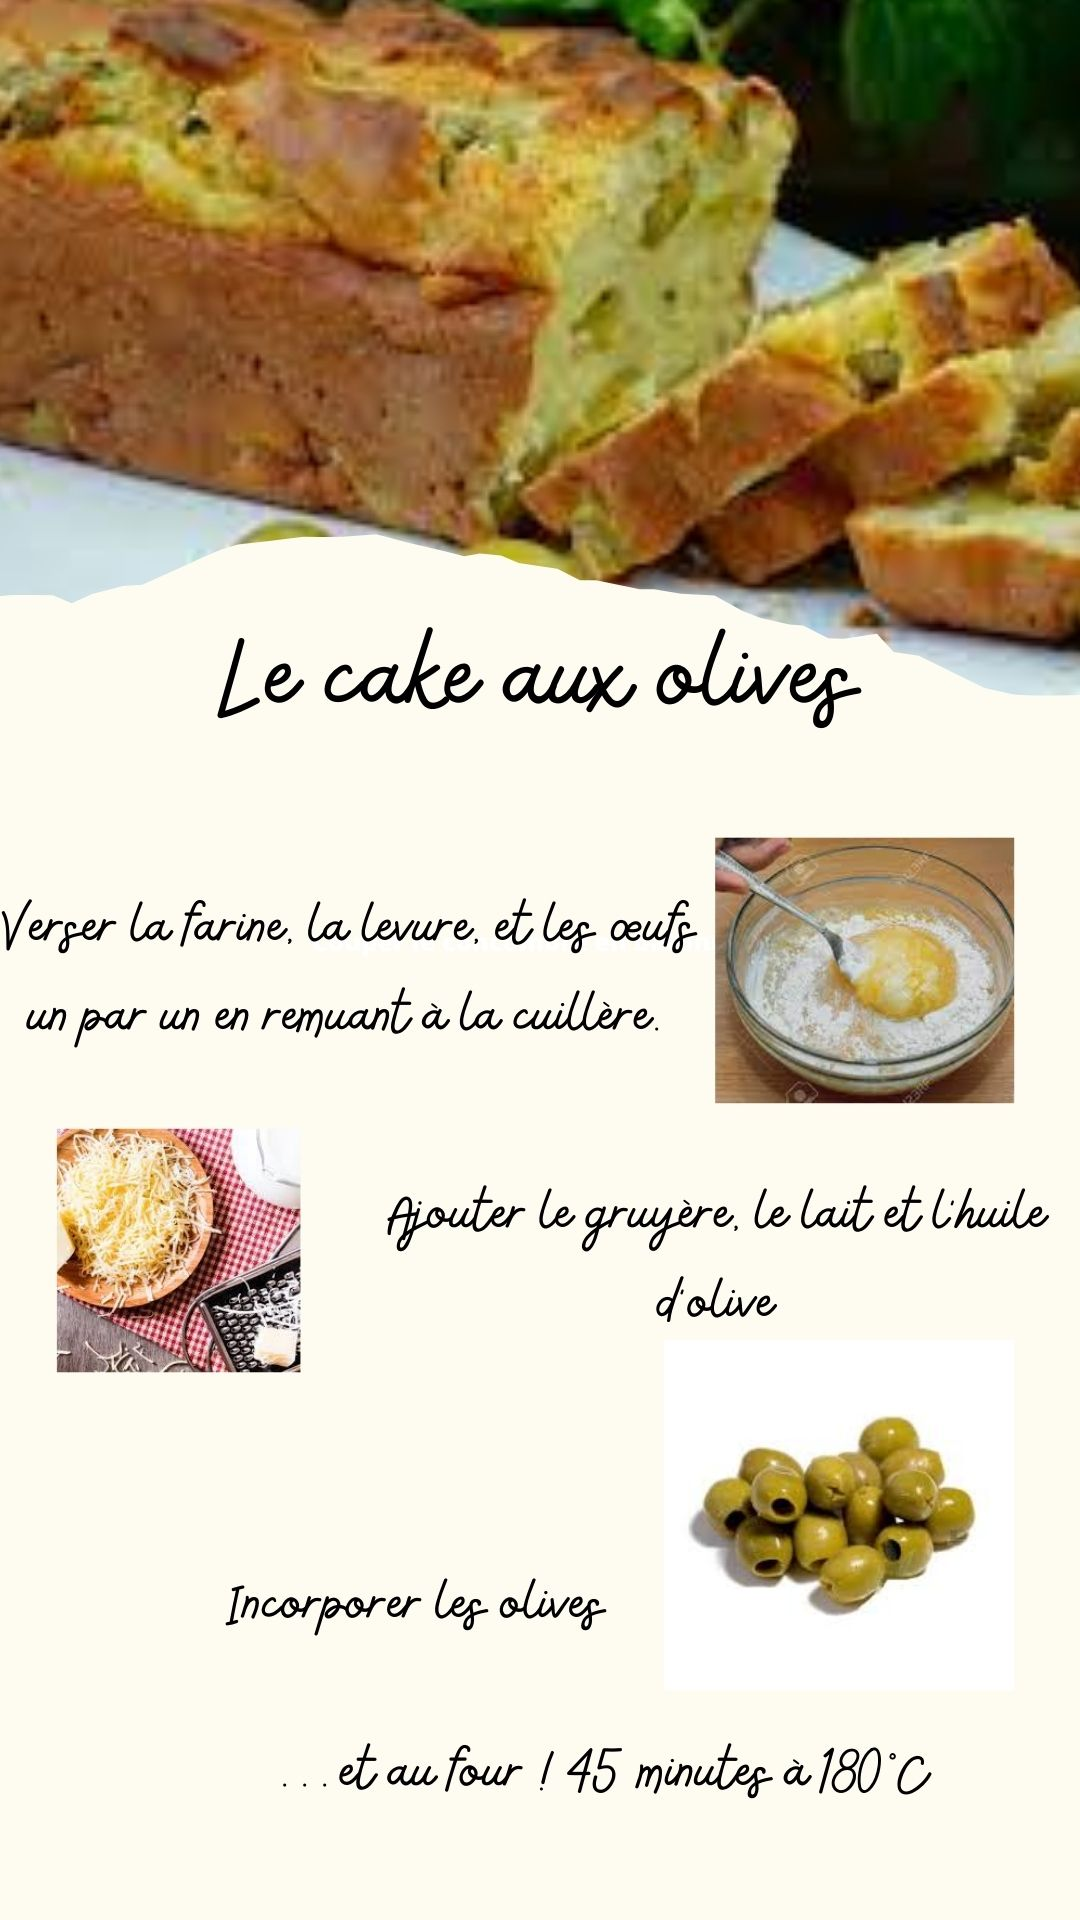 Le cake aux olives
Verser la farine, la levure, et les œufs
un par un en remuant à la cuillère.
Ajouter le gruyère, le lait et l'huile
d'olive
Incorporer les olives
...et au four ! 45 minutes à 180°C